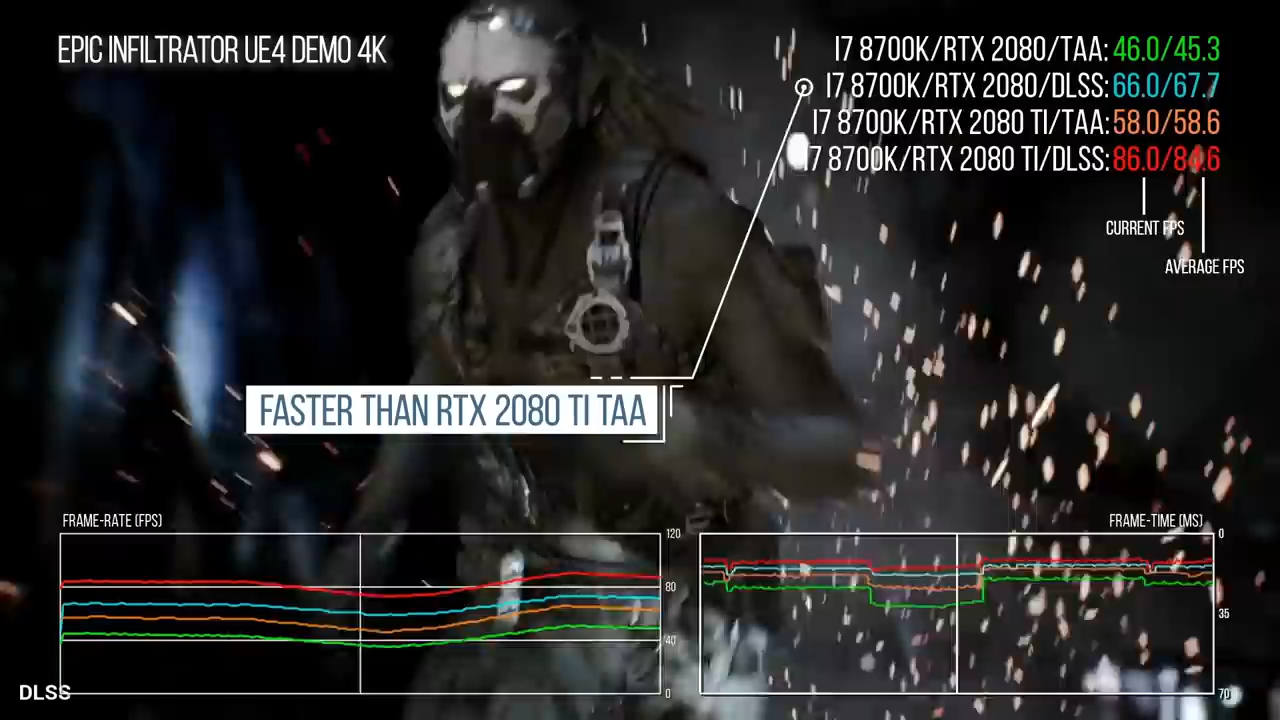 EPIC INFILTRATOR UE4 DEMO 4K
I7 8700K/RTX 2080/TAA: 46.0/45.3
I7 8700K/RTX 2080/DLSS: 66.0/67.7
I7 8700K/RTX 2080 TI/TAA: 58.0/58.6
I7 8700K/RTX 2080 TI/DLSS: 86.0/84.6
CURRENT FPS
AVERAGE FPS
FASTER THAN RTX 2080 TI TAA
FRAME-RATE (FPS)
120
80
40
0
FRAME-TIME (MS)
0
35
70
DLSS